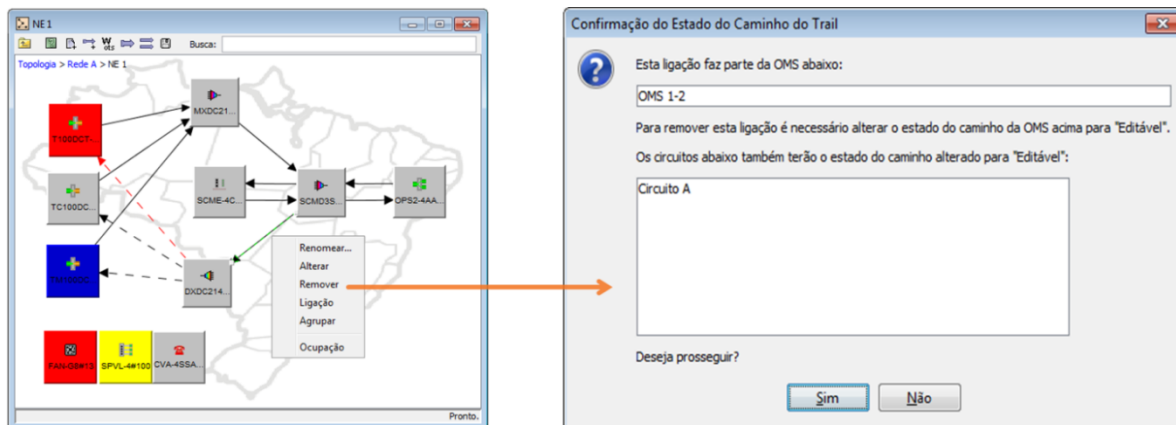 NE 1
Busca:
Topologia > Rede A > NE 1
MXDC21...
T100DCT-...
TC100DC...
SCME-4C...
SCMD3S...
OPS2-4AA...
DXDC214...
FAN-G8#13
SPVL-4#100
CVA-4SSA...
Renomear...
Alterar
Remover
Ligação
Agrupar
Ocupação
Pronto.
Confirmação do Estado do Caminho do Trail
Esta ligação faz parte da OMS abaixo:
OMS 1-2
Para remover esta ligação é necessário alterar o estado do caminho da OMS acima para "Editável".
Os circuitos abaixo também terão o estado do caminho alterado para "Editável":
Circuito A
Deseja prosseguir?
Sim
Não